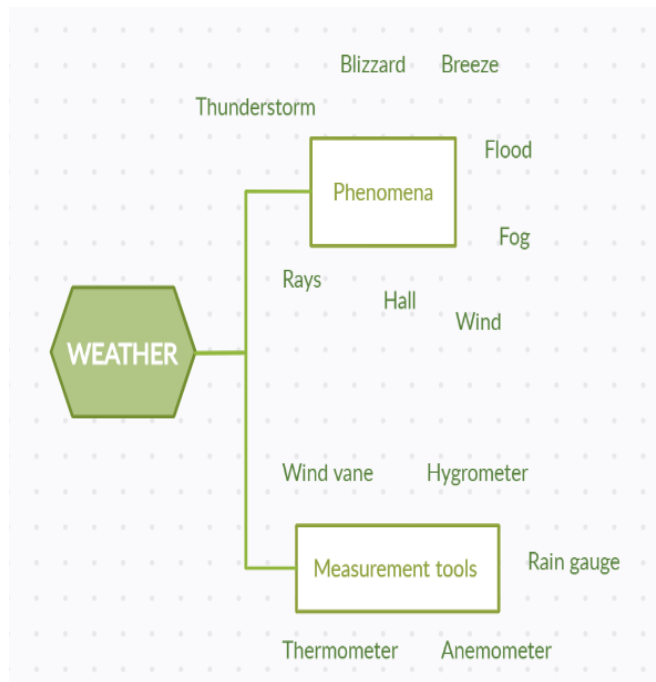 Blizzard Breeze
Thunderstorm
Flood
Phenomena
Fog
Rays
Hall
Wind
WEATHER
Wind vane Hygrometer
Rain gauge
Measurement tools
Thermometer Anemometer